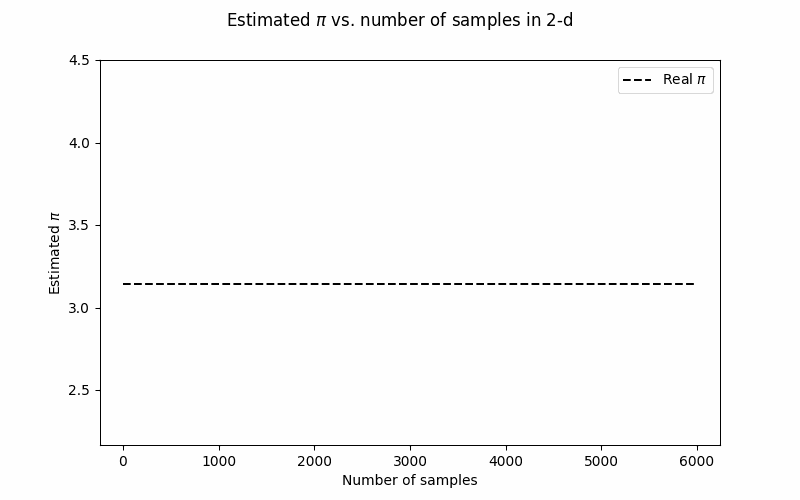 Estimated π vs. number of samples in 2-d
4.5
Real π
4.0
3.5
Estimated π
3.0
2.5
0 1000 2000 3000 4000 5000 6000
Number of samples